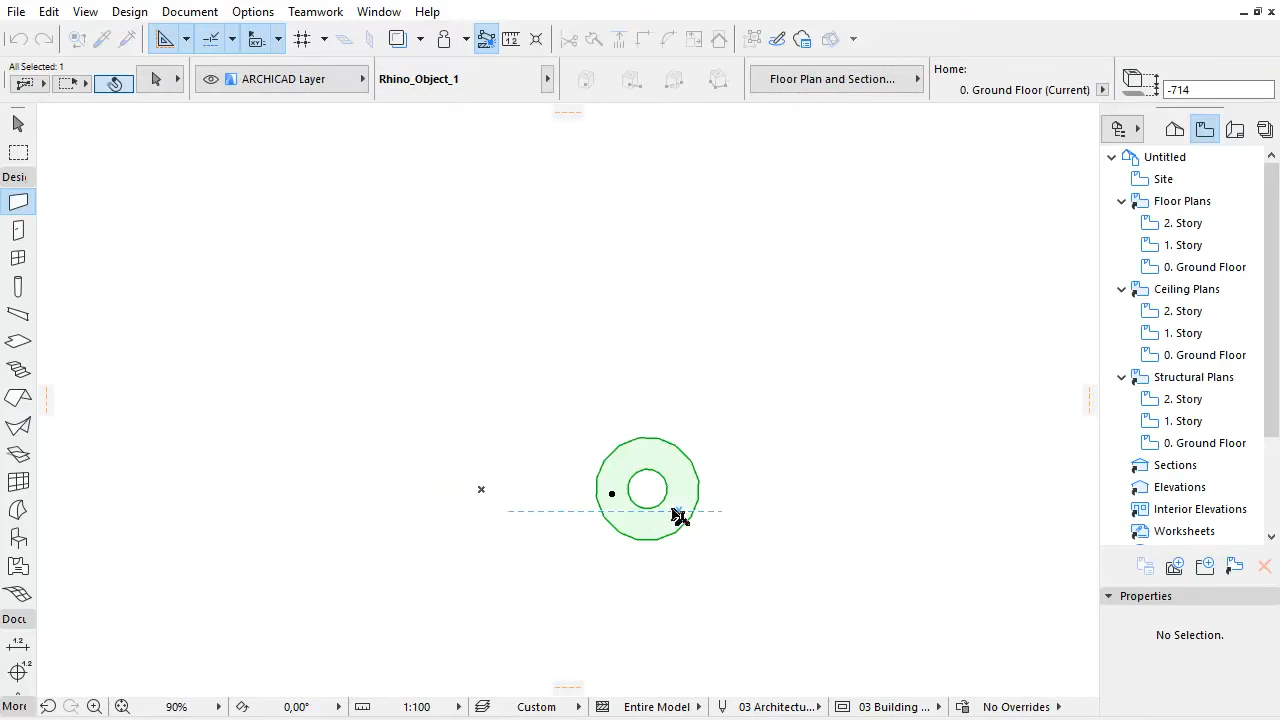 File Edit View Design Document Options Teamwork Window Help
All Selected: 1
ARCHICAD Layer
Rhino_Object_1
Floor Plan and Section...
Home:
0. Ground Floor (Current)
-714
Untitled
Site
Floor Plans
2. Story
1. Story
0. Ground Floor
Ceiling Plans
2. Story
1. Story
0. Ground Floor
Structural Plans
2. Story
1. Story
0. Ground Floor
Sections
Elevations
Interior Elevations
Worksheets
Properties
No Selection.
Desi
Docu
1.2
1.2
More
90%
0,00°
1:100
Custom
Entire Model
03 Architectu...
03 Building ...
No Overrides